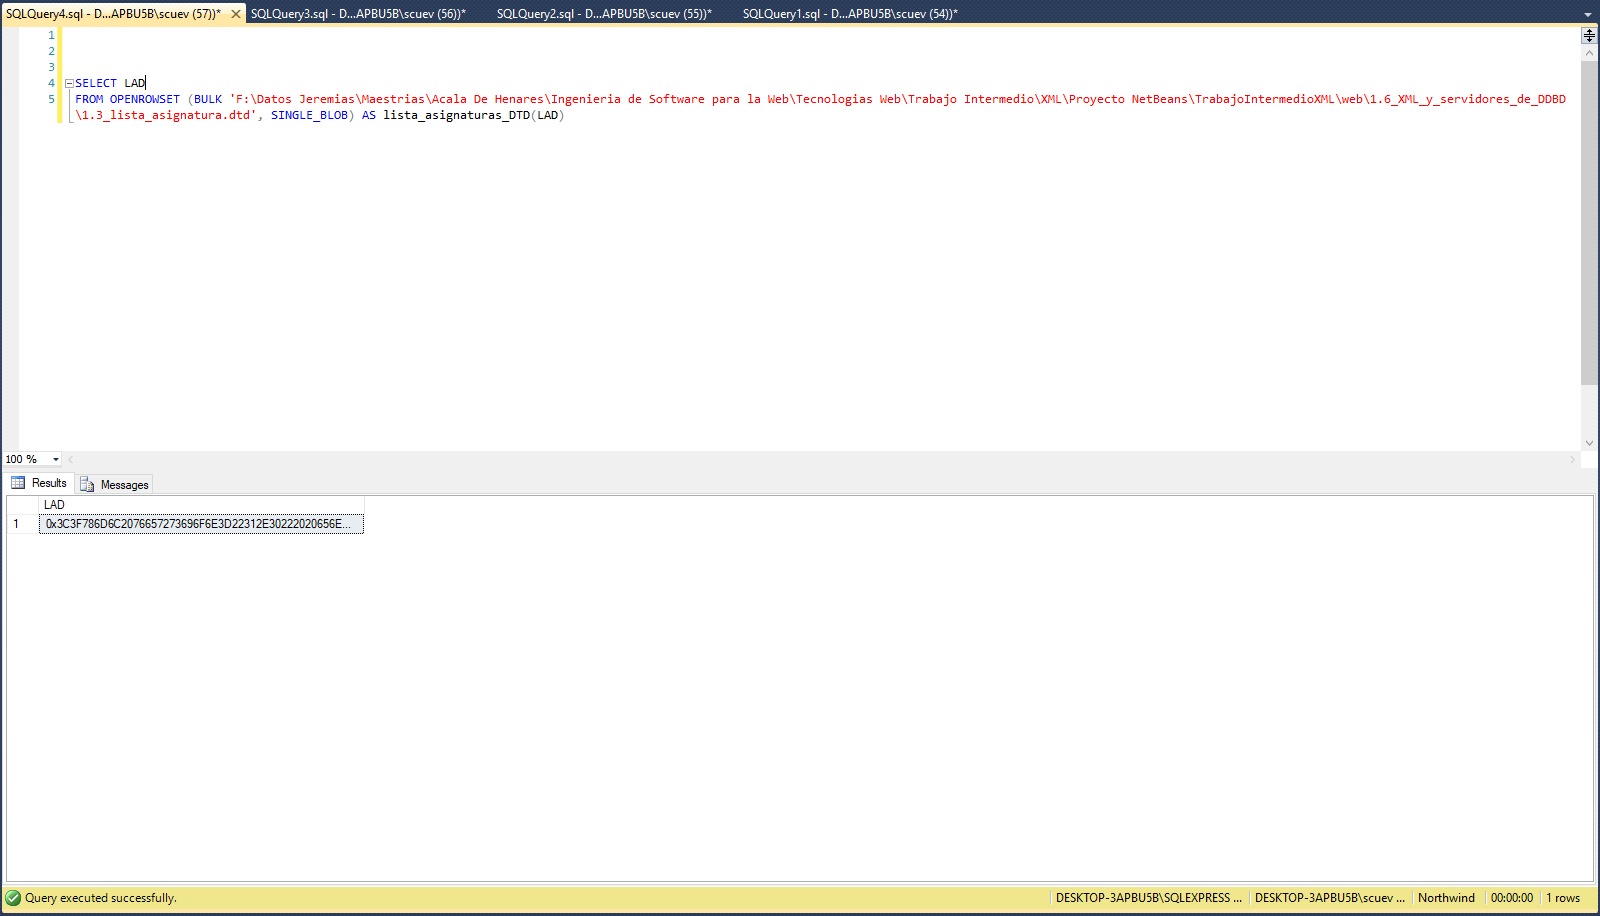 SQLQuery4.sql - D...APBU5B\scuev (57))* SQLQuery3.sql - D...APBU5B\scuev (56))* SQLQuery2.sql - D...APBU5B\scuev (55))* SQLQuery1.sql - D...APBU5B\scuev (54))*
1
2
3
4 SELECT LAD
5 FROM OPENROWSET (BULK 'F:\Datos Jeremias\Maestrias\Acala De Henares\Ingenieria de Software para la Web\Tecnologias Web\Trabajo Intermedio\XML\Proyecto NetBeans\TrabajoIntermedioXML\web\1.6_XML_y_servidores_de_DDBD
\1.3_lista_asignatura.dtd', SINGLE_BLOB) AS lista_asignaturas_DTD(LAD)
100 %
Results Messages
LAD
1 0x3C3F786D6C2076657273696F6E3D22312E30222020656E...
Query executed successfully. DESKTOP-3APBU5B\SQLEXPRESS ... DESKTOP-3APBU5B\scuev ... Northwind 00:00:00 1 rows